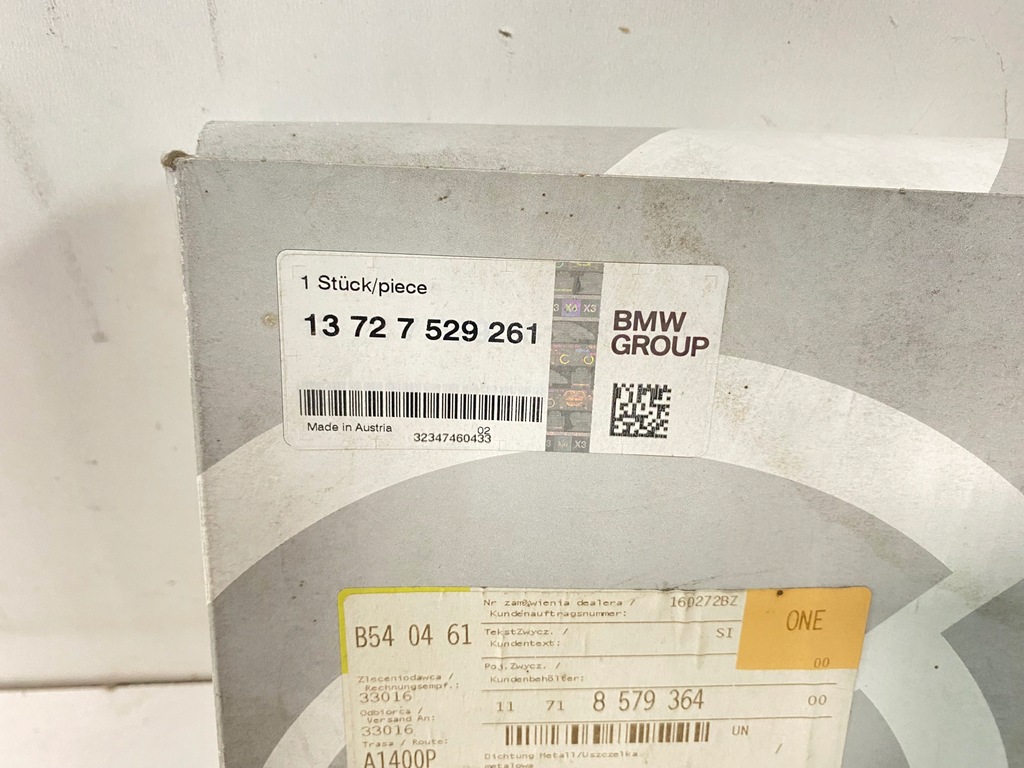 1 Stück/piece
13 72 7 529 261
BMW
GROUP
Made in Austria
02
32347460433
B54 04 61
Nr zamówienia dealera /
Kundenauftragsnummer:
160272BZ
ONE
00
TekstZwycz. /
Kundentext:
SI
Poj.Zwycz. /
Kundenbehälter:
Zleceniodawca /
Rechnungsempf.:
33016
Odbiorca /
Versand An:
33016
Trasa / Route:
A1400P
11 71 8 579 364 00
UN
/
Dichtung Metall/Uszczelka
metalowa